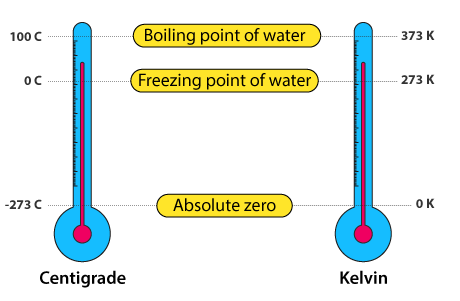 100 C Boiling point of water 373 K
0 C Freezing point of water 273 K
-273 C Absolute zero 0 K
Centigrade Kelvin